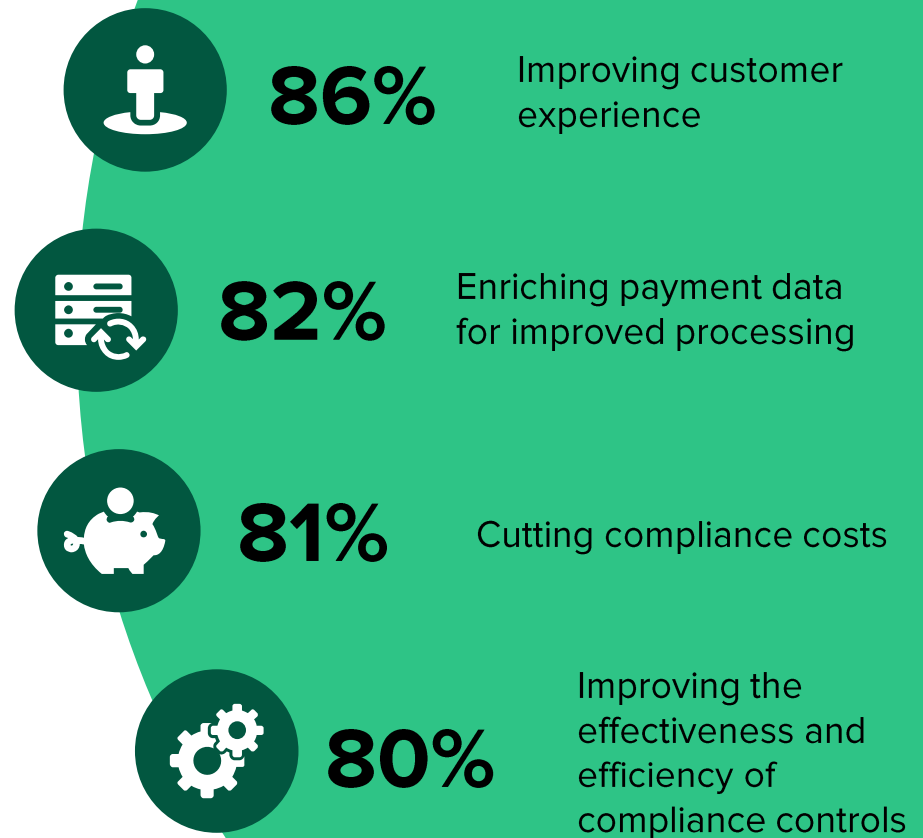 86%
Improving customer
experience
82%
Enriching payment data
for improved processing
81%
Cutting compliance costs
80%
Improving the
effectiveness and
efficiency of
compliance controls